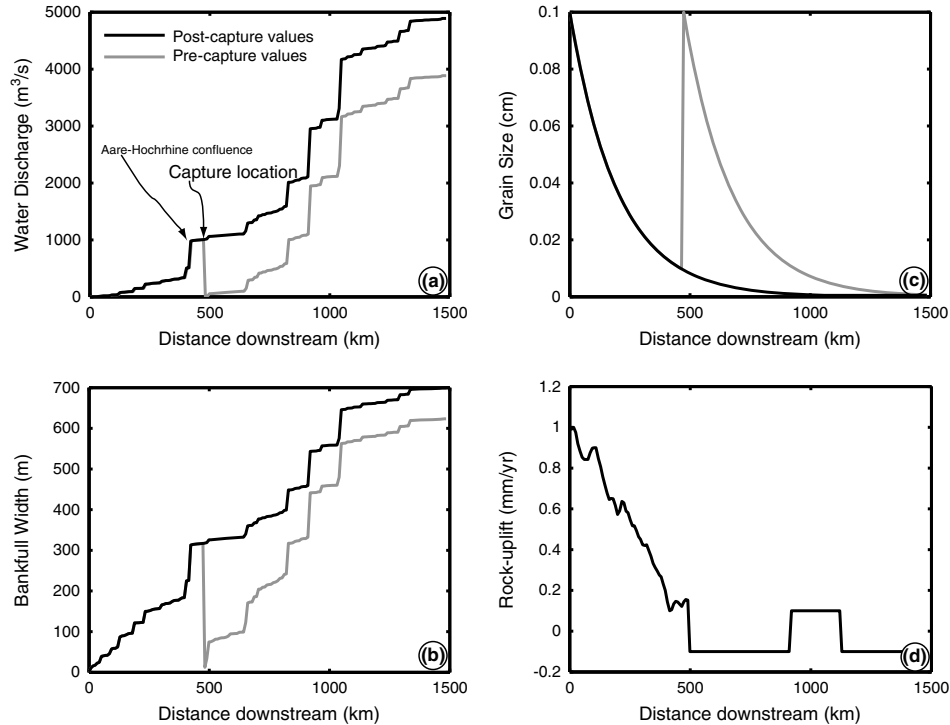 5000
4000
3000
2000
1000
0
0
500
1000
1500
Water Discharge (m³/s)
Distance downstream (km)
Post-capture values
Pre-capture values
Aare-Hochrhine confluence
Capture location
(a)
0.1
0.08
0.06
0.04
0.02
0
0
500
1000
1500
Grain Size (cm)
Distance downstream (km)
(c)
700
600
500
400
300
200
100
0
0
500
1000
1500
Bankfull Width (m)
Distance downstream (km)
(b)
1.2
1
0.8
0.6
0.4
0.2
0
-0.2
0
500
1000
1500
Rock-uplift (mm/yr)
Distance downstream (km)
(d)